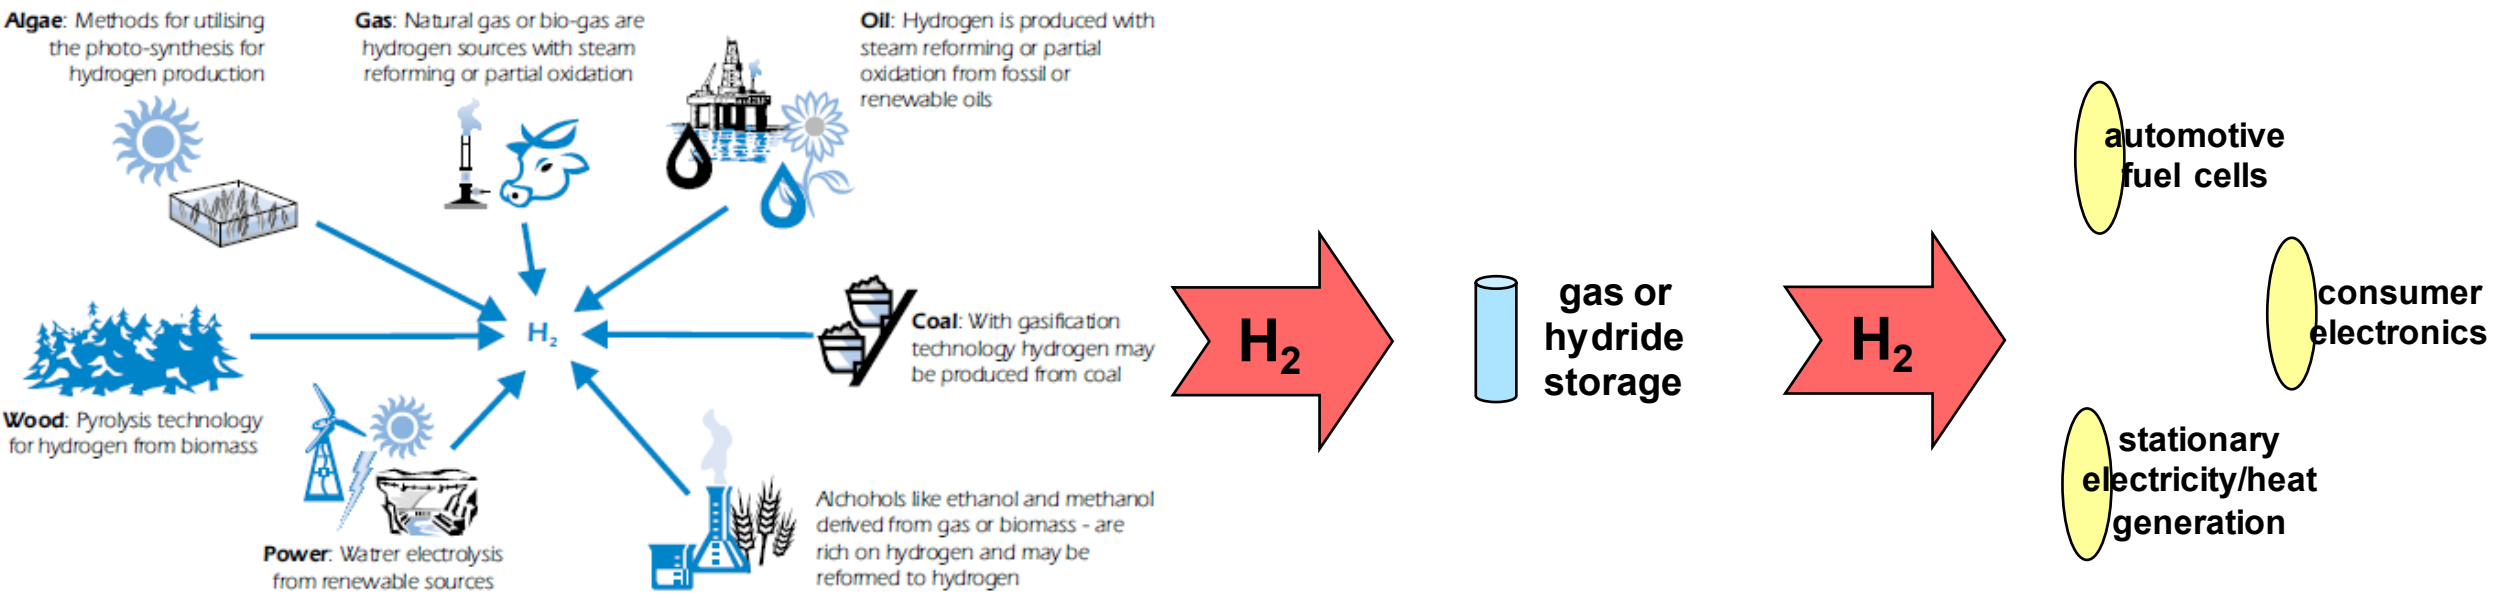 Algae: Methods for utilising
the photo-synthesis for
hydrogen production
Gas: Natural gas or bio-gas are
hydrogen sources with steam
reforming or partial oxidation
Oil: Hydrogen is produced with
steam reforming or partial
oxidation from fossil or
renewable oils
H2
Coal: With gasification
technology hydrogen may
be produced from coal
Wood: Pyrolysis technology
for hydrogen from biomass
Power: Watrer electrolysis
from renewable sources
Alchohols like ethanol and methanol
derived from gas or biomass - are
rich on hydrogen and may be
reformed to hydrogen
H2
gas or
hydride
storage
H2
automotive
fuel cells
consumer
electronics
stationary
electricity/heat
generation